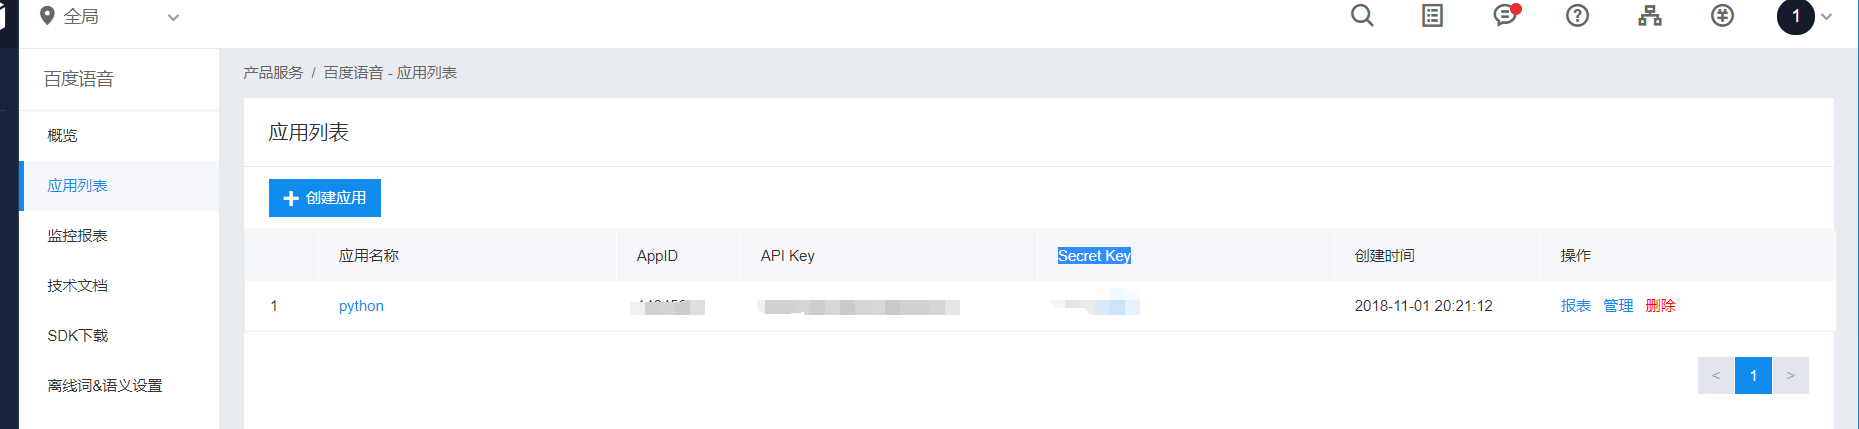 全局
1
百度语音
产品服务 / 百度语音 - 应用列表
概览
应用列表
监控报表
技术文档
SDK下载
离线词&语义设置
应用列表
创建应用
应用名称 AppID API Key Secret Key 创建时间 操作
1 python 2018-11-01 20:21:12 报表 管理 删除
< 1 >